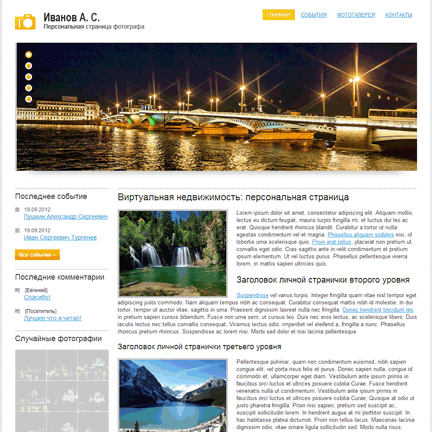 Иванов А. С.
Персональная страница фотографа
ГЛАВНАЯ СОБЫТИЯ ФОТОГАЛЕРЕЯ КОНТАКТЫ
Последнее событие
19.09.2012
Пушкин Александр Сергеевич
19.09.2012
Иван Сергеевич Тургенев
Все события »
Последние комментарии
[Евгений]
Спасибо!
[Посетитель]
Лучшее что я читал!
Случайные фотографии
Виртуальная недвижимость: персональная страница
Lorem ipsum dolor sit amet, consectetur adipiscing elit. Aliquam mollis,
lectus eu dictum feugiat, mauris turpis fringilla mi, et luctus dui leo ac
erat. Quisque hendrerit rhoncus blandit. Curabitur a tortor ut nulla
egestas condimentum vel et magna. Phasellus aliquam sodales nisi, id
lobortis urna scelerisque quis. Proin erat tellus, placerat non pretium ut,
convallis eget odio. Cras sagittis ante in velit condimentum et pretium
ipsum elementum. Ut vel luctus purus. Phasellus pellentesque viverra
lorem, in mattis sapien ultricies quis.
Заголовок личной странички второго уровня
Suspendisse vel varius turpis. Integer fringilla quam vitae nisl tempor eget
adipiscing justo commodo. Nam aliquam tempus nibh ac consequat. Curabitur consequat mattis nibh id molestie. In dui
tortor, tempor ut auctor vitae, sagittis in urna. Praesent dignissim laoreet nulla nec fringilla. Donec hendrerit tincidunt leo,
in pretium sapien cursus bibendum. Fusce non urna sem, ut cursus leo. Duis nec eros lectus, ac scelerisque libero. Duis
iaculis lectus nec tellus convallis consequat. Vivamus lectus odio, imperdiet vel eleifend a, fringilla a nunc. Phasellus
rhoncus pretium rhoncus. Suspendisse ac lorem nisi. Morbi sed dolor et nisi lacinia pellentesque.
Заголовок личной странички третьего уровня
Pellentesque pulvinar, quam non condimentum euismod, nibh sapien
congue elit, vel porta risus felis et purus. Donec sapien nulla, congue id
commodo et, ullamcorper eget diam. Vestibulum ante ipsum primis in
faucibus orci luctus et ultrices posuere cubilia Curae; Fusce hendrerit
venenatis nulla ut condimentum. Vestibulum ante ipsum primis in
faucibus orci luctus et ultrices posuere cubilia Curae; Quisque at odio ut
justo pharetra fringilla. Proin nisi sapien, pretium sed suscipit ac,
suscipit sollicitudin lorem. In hendrerit augue at mi porttitor suscipit. In
hac habitasse platea dictumst. Proin non tellus lacus. Maecenas lacinia
dignissim odio, vitae ornare ligula sollicitudin sed. Morbi nulla risus,